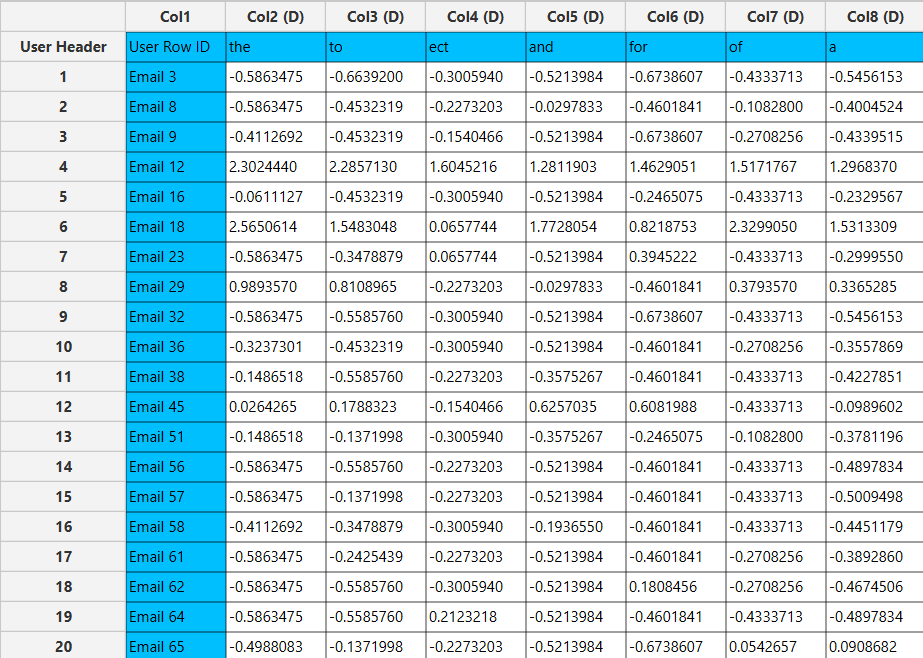 Col1 Col2 (D) Col3 (D) Col4 (D) Col5 (D) Col6 (D) Col7 (D) Col8 (D)
User Header User Row ID the to ect and for of a
1 Email 3 -0.5863475 -0.6639200 -0.3005940 -0.5213984 -0.6738607 -0.4333713 -0.5456153
2 Email 8 -0.5863475 -0.4532319 -0.2273203 -0.0297833 -0.4601841 -0.1082800 -0.4004524
3 Email 9 -0.4112692 -0.4532319 -0.1540466 -0.5213984 -0.6738607 -0.2708256 -0.4339515
4 Email 12 2.3024440 2.2857130 1.6045216 1.2811903 1.4629051 1.5171767 1.2968370
5 Email 16 -0.0611127 -0.4532319 -0.3005940 -0.5213984 -0.2465075 -0.4333713 -0.2329567
6 Email 18 2.5650614 1.5483048 0.0657744 1.7728054 0.8218753 2.3299050 1.5313309
7 Email 23 -0.5863475 -0.3478879 0.0657744 -0.5213984 0.3945222 -0.4333713 -0.2999550
8 Email 29 0.9893570 0.8108965 -0.2273203 -0.0297833 -0.4601841 0.3793570 0.3365285
9 Email 32 -0.5863475 -0.5585760 -0.3005940 -0.5213984 -0.6738607 -0.4333713 -0.5456153
10 Email 36 -0.3237301 -0.4532319 -0.3005940 -0.5213984 -0.4601841 -0.2708256 -0.3557869
11 Email 38 -0.1486518 -0.5585760 -0.2273203 -0.3575267 -0.4601841 -0.4333713 -0.4227851
12 Email 45 0.0264265 0.1788323 -0.1540466 0.6257035 0.6081988 -0.4333713 -0.0989602
13 Email 51 -0.1486518 -0.1371998 -0.3005940 -0.3575267 -0.2465075 -0.1082800 -0.3781196
14 Email 56 -0.5863475 -0.5585760 -0.2273203 -0.5213984 -0.4601841 -0.4333713 -0.4897834
15 Email 57 -0.5863475 -0.1371998 -0.2273203 -0.5213984 -0.4601841 -0.4333713 -0.5009498
16 Email 58 -0.4112692 -0.3478879 -0.3005940 -0.1936550 -0.4601841 -0.4333713 -0.4451179
17 Email 61 -0.5863475 -0.2425439 -0.2273203 -0.5213984 -0.4601841 -0.2708256 -0.3892860
18 Email 62 -0.5863475 -0.5585760 -0.3005940 -0.5213984 0.1808456 -0.2708256 -0.4674506
19 Email 64 -0.5863475 -0.5585760 0.2123218 -0.5213984 -0.4601841 -0.4333713 -0.4897834
20 Email 65 -0.4988083 -0.1371998 -0.2273203 -0.5213984 -0.6738607 0.0542657 0.0908682